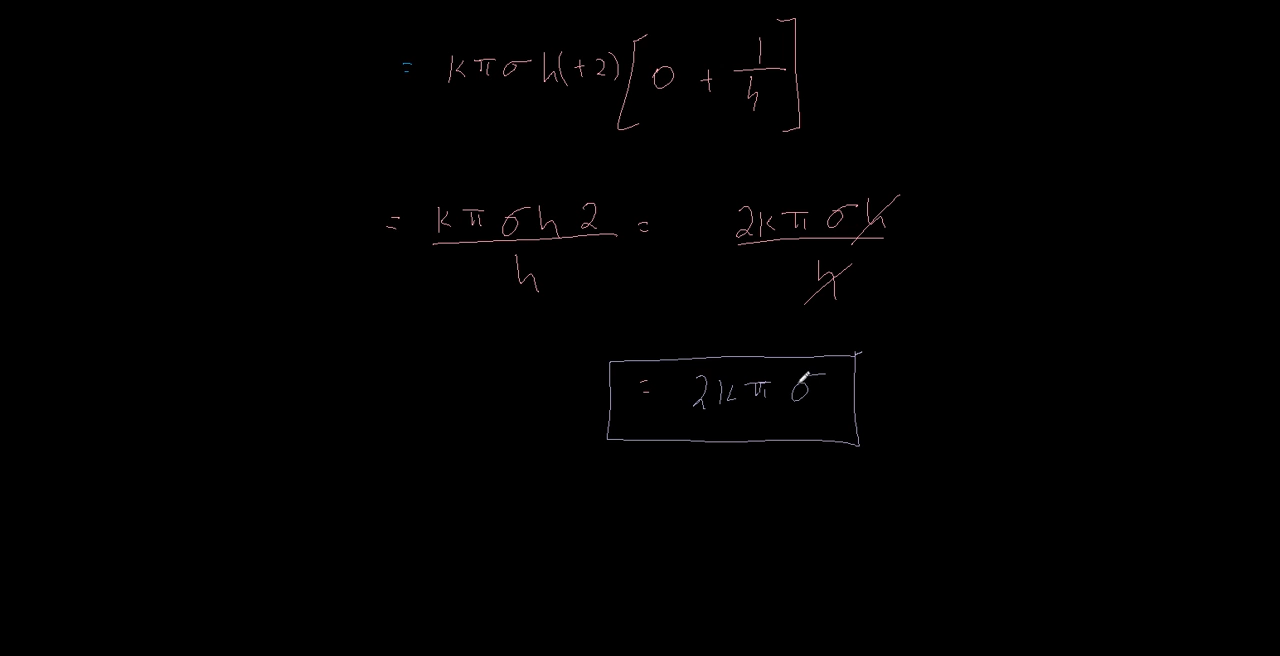 = kπσh(+2)[0 + 1/h]
= kπσh2/h = 2kπσh/h
= 2kπσ